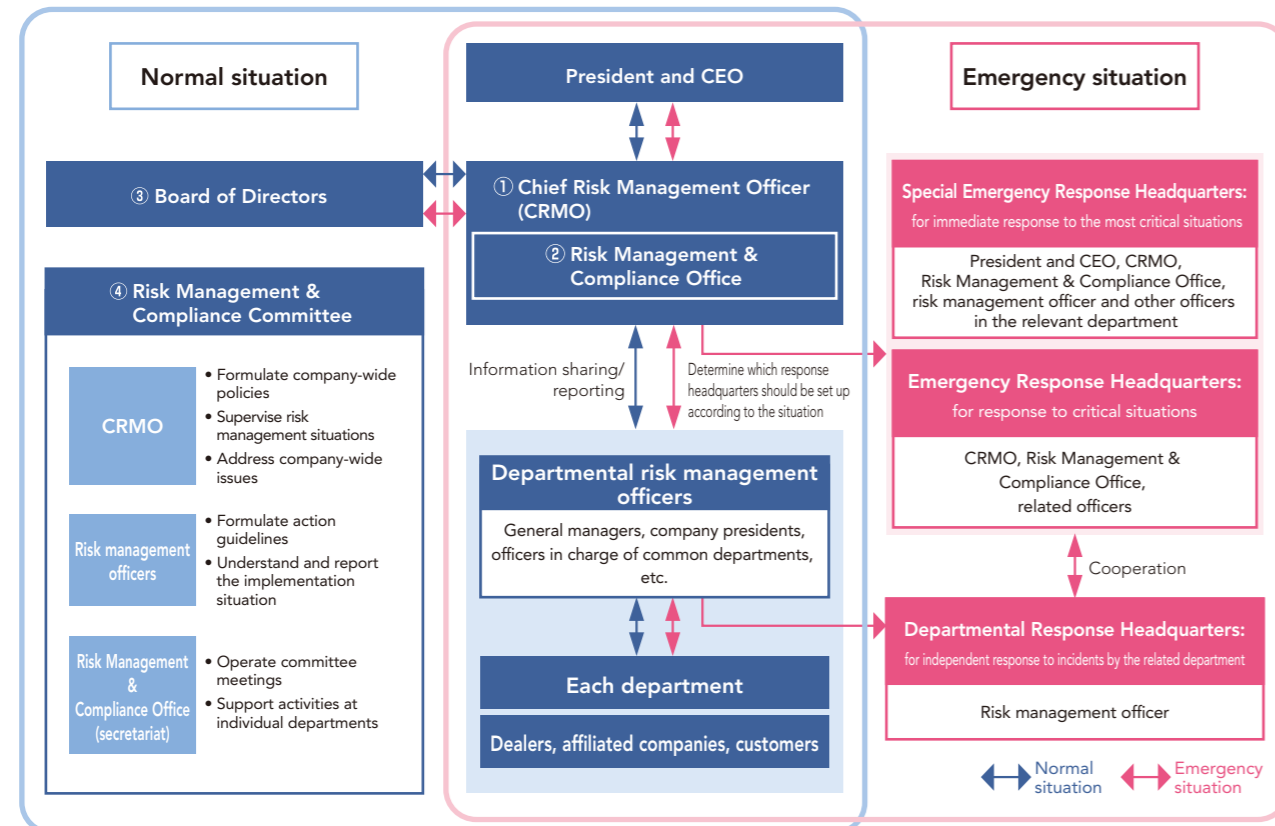 Normal situation
③ Board of Directors
④ Risk Management &
Compliance Committee
CRMO
• Formulate company-wide
policies
• Supervise risk
management situations
• Address company-wide
issues
Risk management
officers
• Formulate action
guidelines
• Understand and report
the implementation
situation
Risk Management
&
Compliance Office
(secretariat)
• Operate committee
meetings
• Support activities at
individual departments
President and CEO
① Chief Risk Management Officer
(CRMO)
② Risk Management &
Compliance Office
Information sharing/
reporting
Determine which response
headquarters should be set up
according to the situation
Departmental risk management
officers
General managers, company presidents,
officers in charge of common departments,
etc.
Each department
Dealers, affiliated companies, customers
Emergency situation
Special Emergency Response Headquarters:
for immediate response to the most critical situations
President and CEO, CRMO,
Risk Management & Compliance Office,
risk management officer and other officers
in the relevant department
Emergency Response Headquarters:
for response to critical situations
CRMO, Risk Management &
Compliance Office,
related officers
Cooperation
Departmental Response Headquarters:
for independent response to incidents by the related department
Risk management officer
Normal
situation
Emergency
situation